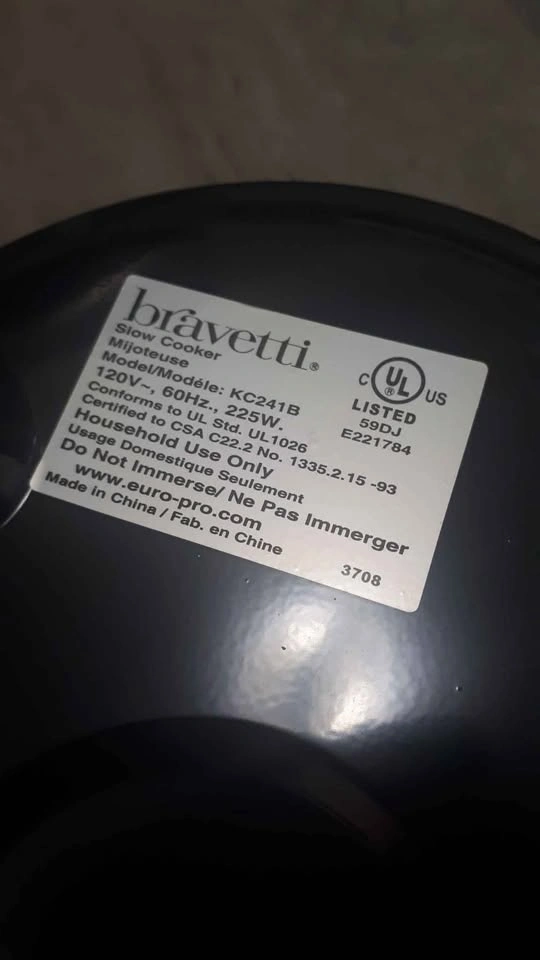 bravetti®
Slow Cooker
Mijoteuse
Model/Modéle: KC241B
120V~, 60Hz., 225W.
Conforms to UL Std. UL1026
Certified to CSA C22.2 No. 1335.2.15 -93
Household Use Only
Usage Domestique Seulement
Do Not Immerse/ Ne Pas Immerger
www.euro-pro.com
Made in China / Fab. en Chine
3708
C UL® US
LISTED
59DJ
E221784